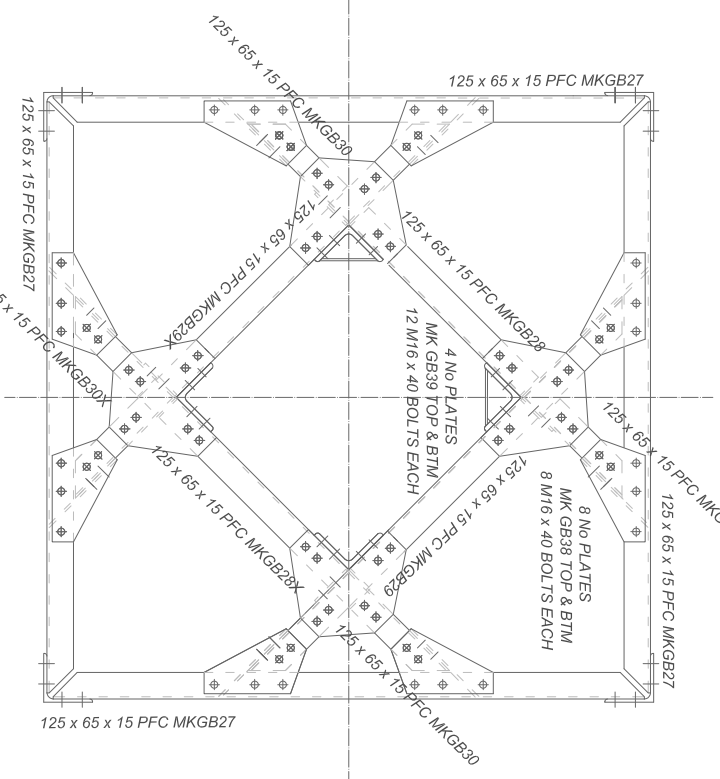 125 x 65 x 15 PFC MKGB30
125 x 65 x 15 PFC MKGB27
125 x 65 x 15 PFC MKGB27
125 x 65 x 15 PFC MKGB29X
125 x 65 x 15 PFC MKGB28
5 x 15 PFC MKGB30X
4 No PLATES
MK GB39 TOP & BTM
12 M16 x 40 BOLTS EACH
125 x 65 x 15 PFC MKG
125 x 65 x 15 PFC MKGB28X
125 x 65 x 15 PFC MKGB29
8 No PLATES
MK GB38 TOP & BTM
8 M16 x 40 BOLTS EACH
125 x 65 x 15 PFC MKGB27
125 x 65 x 15 PFC MKGB30
125 x 65 x 15 PFC MKGB27